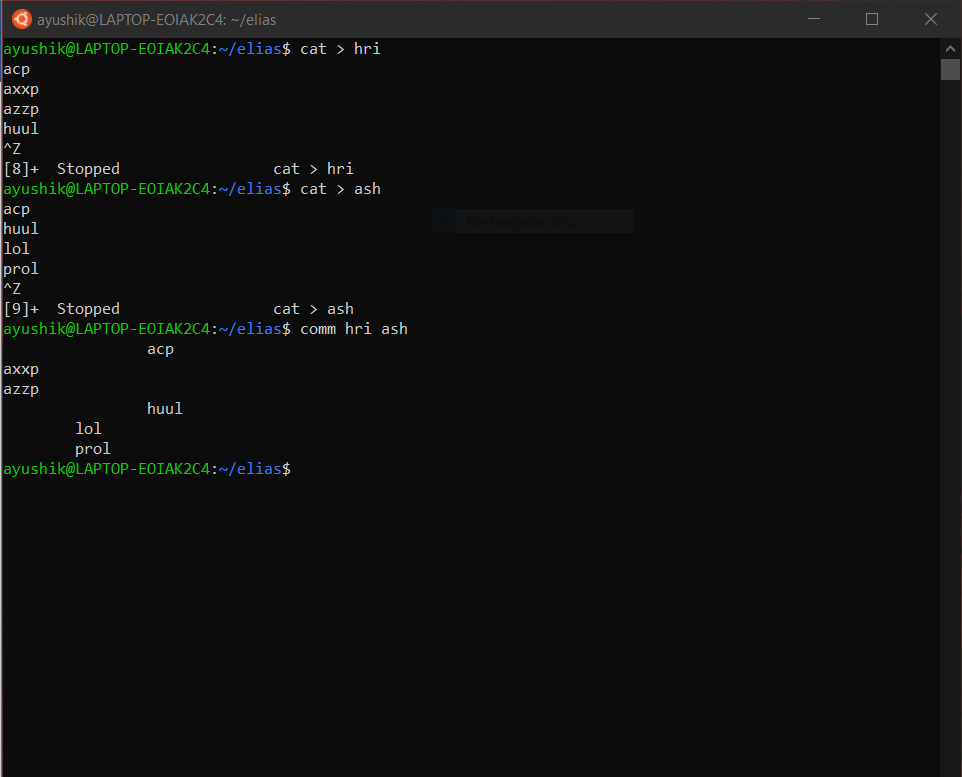 ayushik@LAPTOP-EOIAK2C4: ~/elias
ayushik@LAPTOP-EOIAK2C4:~/elias$ cat > hri
acp
axxp
azzp
huul
^Z
[8]+  Stopped                 cat > hri
ayushik@LAPTOP-EOIAK2C4:~/elias$ cat > ash
acp
huul
lol
prol
^Z
[9]+  Stopped                 cat > ash
ayushik@LAPTOP-EOIAK2C4:~/elias$ comm hri ash
                acp
axxp
azzp
                huul
        lol
        prol
ayushik@LAPTOP-EOIAK2C4:~/elias$
Rectangular Snip